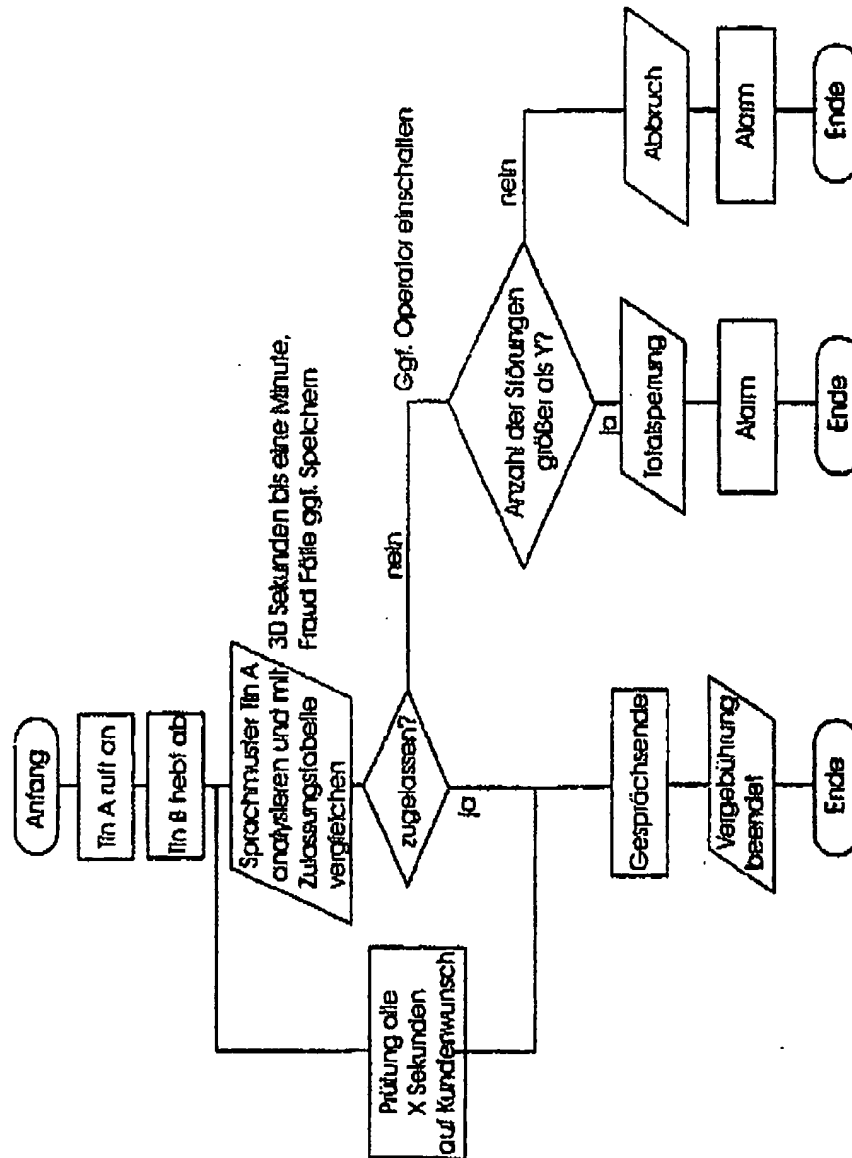 Anfang
Tln A ruft an
Tln B hebt ab
Sprachmuster Tln A
analysieren und mit
Zulassungstabelle
vergleichen
30 Sekunden bis eine Minute,
Fraud Fälle ggf. Speichern
zugelassen?
nein
ja
Prüfung alle
X Sekunden
auf Kundenwunsch
Ggf. Operator einschalten
Anzahl der Störungen
größer als Y?
nein
ja
Gesprächsende
Vergebührung
beendet
Ende
Totalsperrung
Alarm
Ende
Abbruch
Alarm
Ende